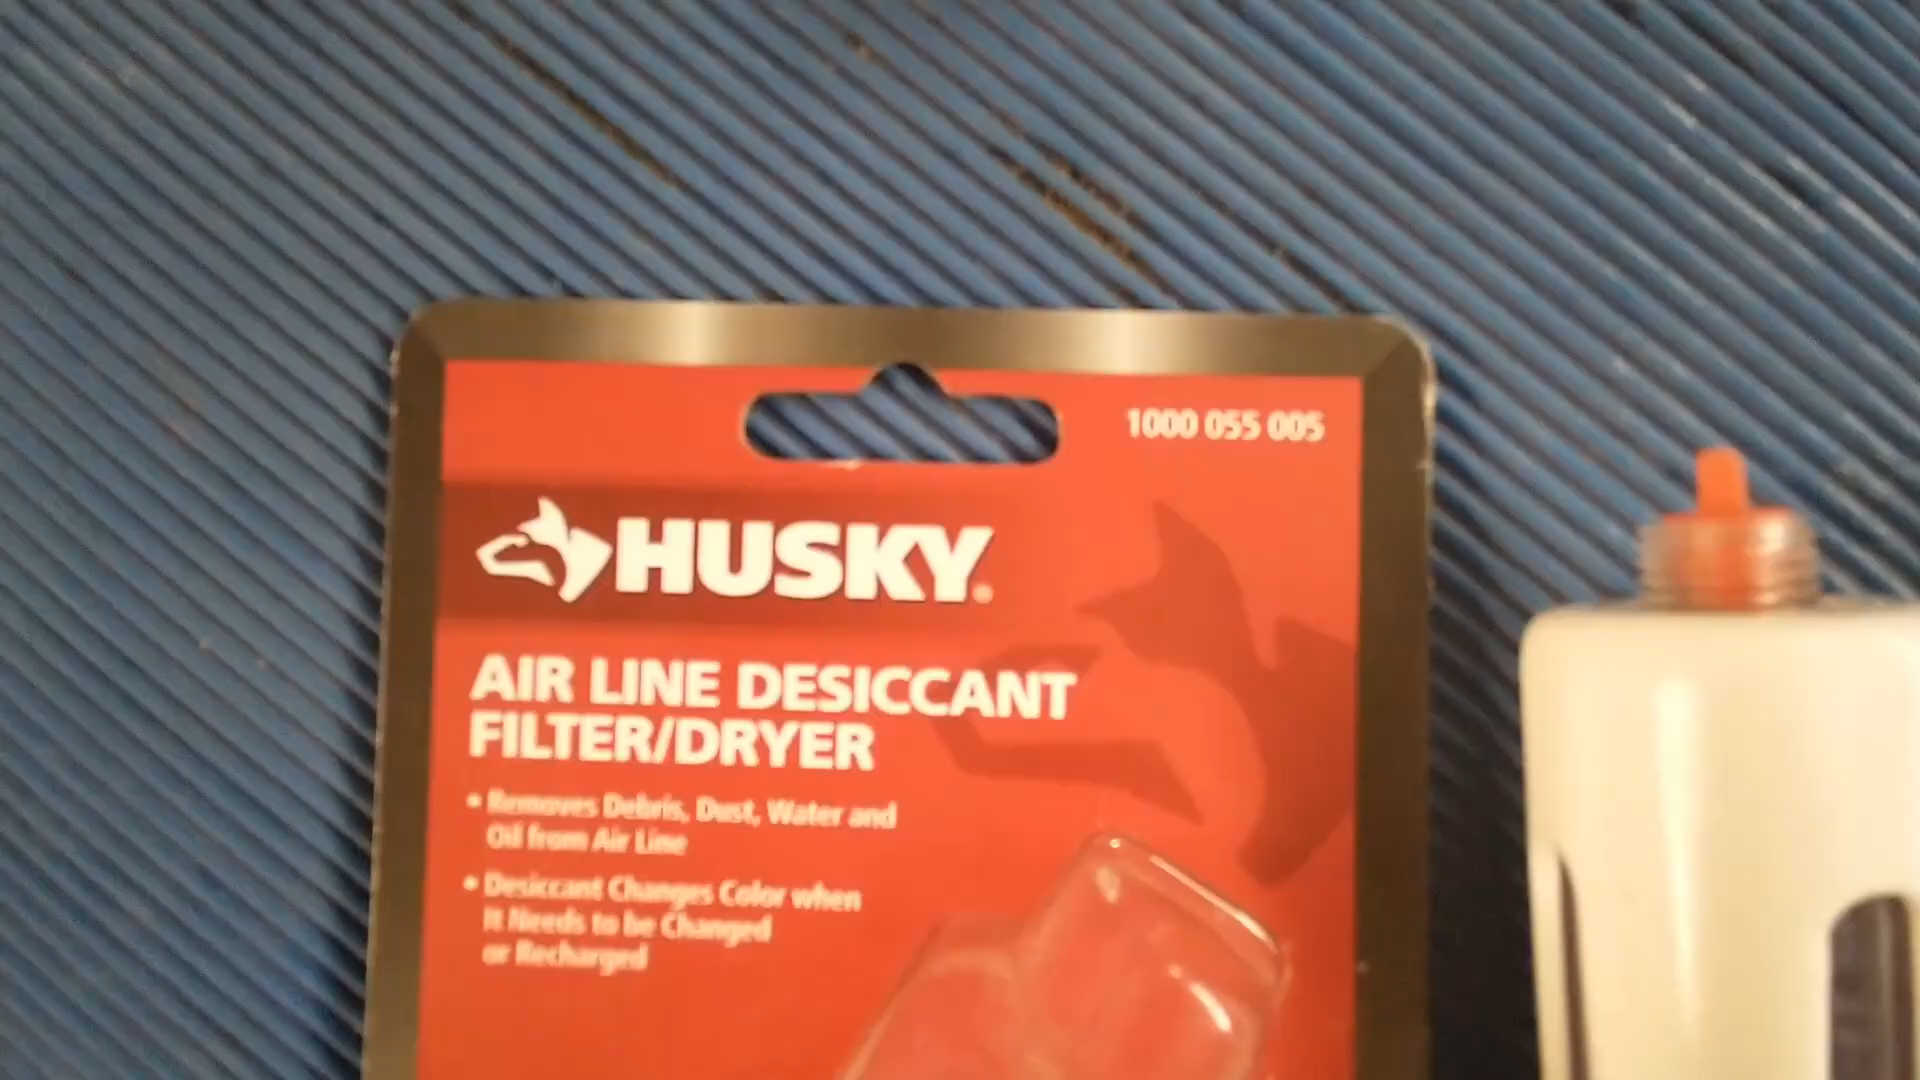 1000 055 005
HUSKY®
AIR LINE DESICCANT
FILTER/DRYER
• Removes Debris, Dust, Water and
Oil from Air Line
• Desiccant Changes Color when
It Needs to be Changed
or Recharged